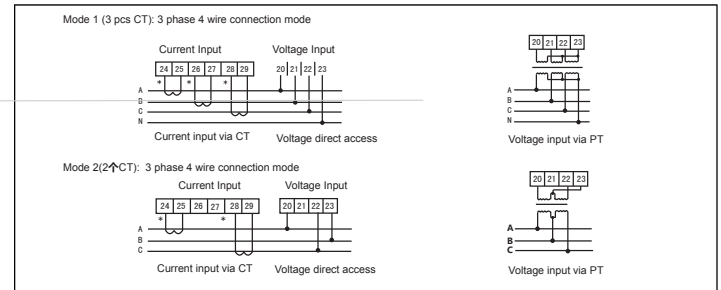 Mode 1 (3 pcs CT): 3 phase 4 wire connection mode
Current Input
Voltage Input
24 25 26 27 28 29
20 21 22 23
20 21 22 23
* * *
A
B
C
N
A
B
C
N
Current input via CT
Voltage direct access
Voltage input via PT
Mode 2(2个CT): 3 phase 4 wire connection mode
Current Input
Voltage Input
24 25 26 27 28 29
20 21 22 23
20 21 22 23
* *
A
B
C
A
B
C
Current input via CT
Voltage direct access
Voltage input via PT